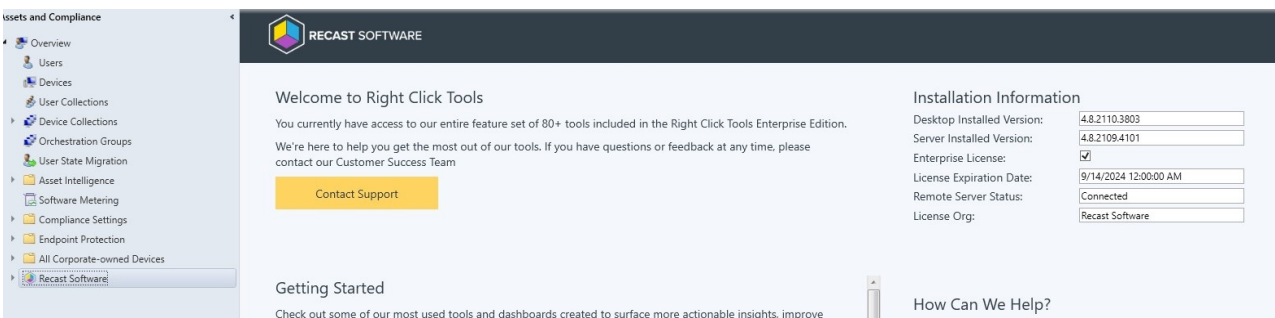 Assets and Compliance
Overview
Users
Devices
User Collections
Device Collections
Orchestration Groups
User State Migration
Asset Intelligence
Software Metering
Compliance Settings
Endpoint Protection
All Corporate-owned Devices
Recast Software
RECAST SOFTWARE
Welcome to Right Click Tools
You currently have access to our entire feature set of 80+ tools included in the Right Click Tools Enterprise Edition.
We're here to help you get the most out of our tools. If you have questions or feedback at any time, please
contact our Customer Success Team
Contact Support
Getting Started
Check out some of our most used tools and dashboards created to surface more actionable insights, improve
Installation Information
Desktop Installed Version: 4.8.2110.3803
Server Installed Version: 4.8.2109.4101
Enterprise License:
License Expiration Date: 9/14/2024 12:00:00 AM
Remote Server Status: Connected
License Org: Recast Software
How Can We Help?